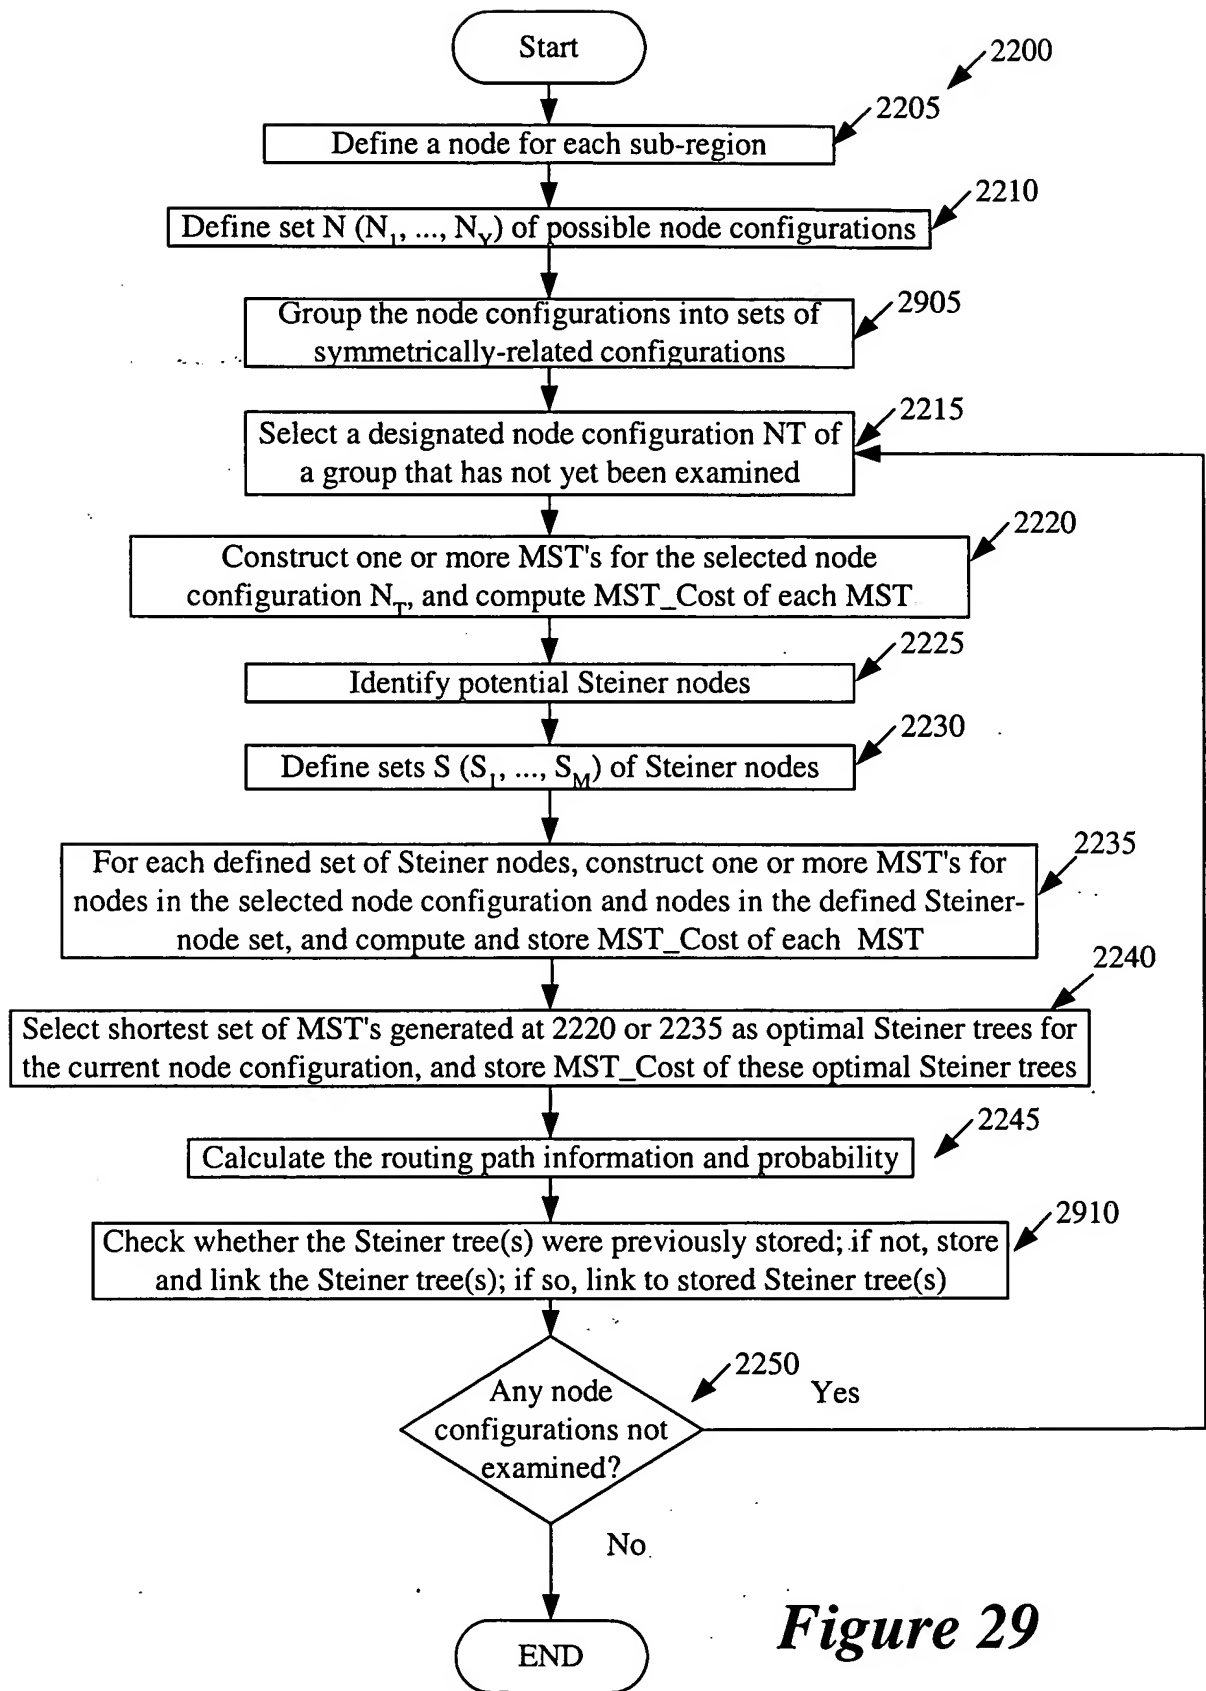 Start
2200
2205
Define a node for each sub-region
2210
Define set N (N1, ..., NY) of possible node configurations
2905
Group the node configurations into sets of
symmetrically-related configurations
2215
Select a designated node configuration NT of
a group that has not yet been examined
2220
Construct one or more MST's for the selected node
configuration NT, and compute MST_Cost of each MST
2225
Identify potential Steiner nodes
2230
Define sets S (S1, ..., SM) of Steiner nodes
2235
For each defined set of Steiner nodes, construct one or more MST's for
nodes in the selected node configuration and nodes in the defined Steiner-
node set, and compute and store MST_Cost of each MST
2240
Select shortest set of MST's generated at 2220 or 2235 as optimal Steiner trees for
the current node configuration, and store MST_Cost of these optimal Steiner trees
2245
Calculate the routing path information and probability
2910
Check whether the Steiner tree(s) were previously stored; if not, store
and link the Steiner tree(s); if so, link to stored Steiner tree(s)
2250
Yes
Any node
configurations not
examined?
No
END
Figure 29